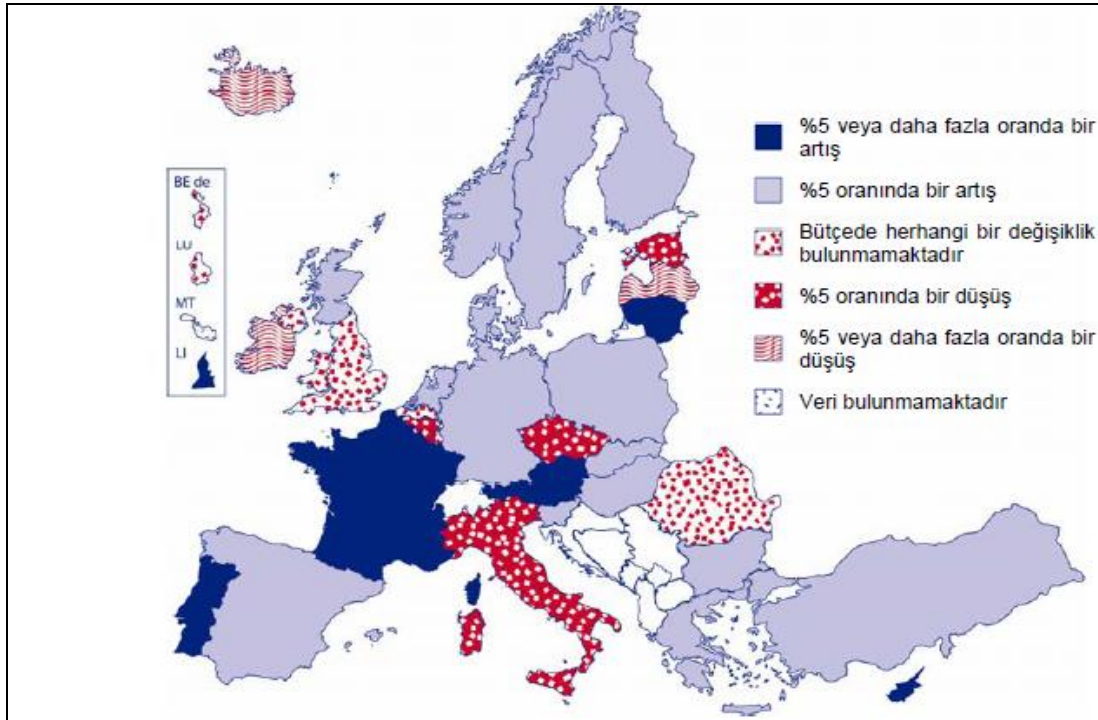 %5 veya daha fazla oranda bir
artış
%5 oranında bir artış
Bütçede herhangi bir değişiklik
bulunmamaktadır
%5 oranında bir düşüş
%5 veya daha fazla oranda bir
düşüş
Veri bulunmamaktadır
BE de
LU
MT
LI